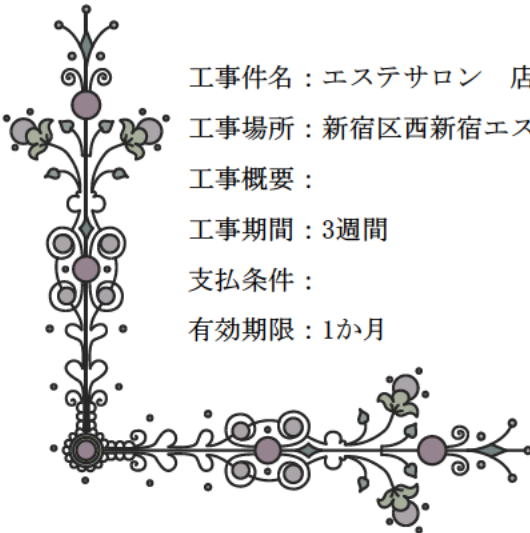 工事件名：エステサロン　店
工事場所：新宿区西新宿エス
工事概要：
工事期間：3週間
支払条件：
有効期限：1か月